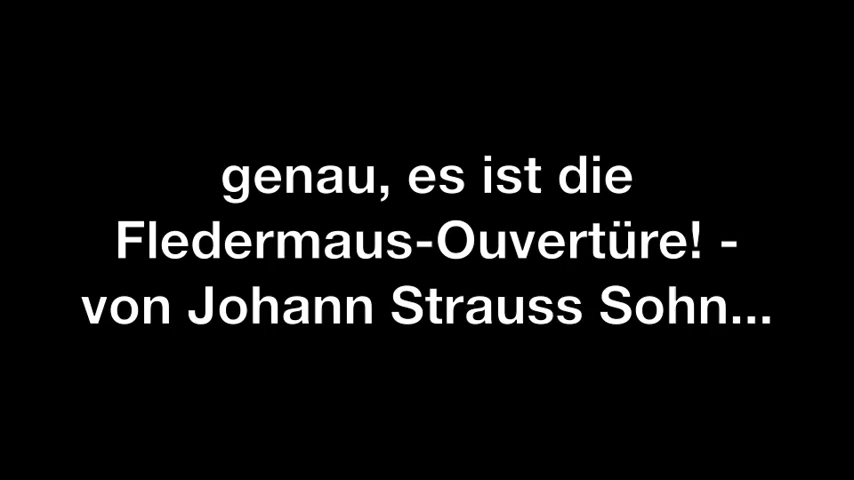 genau, es ist die
Fledermaus-Ouvertüre! -
von Johann Strauss Sohn...